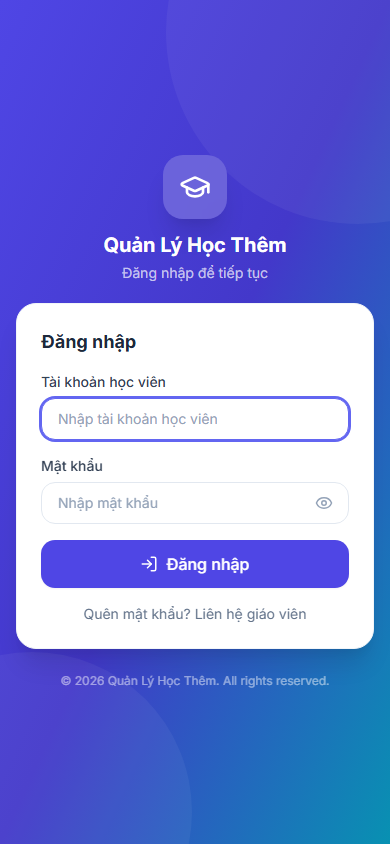 Quản Lý Học Thêm
Đăng nhập để tiếp tục
Đăng nhập
Tài khoản học viên
Nhập tài khoản học viên
Mật khẩu
Nhập mật khẩu
Đăng nhập
Quên mật khẩu? Liên hệ giáo viên
© 2026 Quản Lý Học Thêm. All rights reserved.